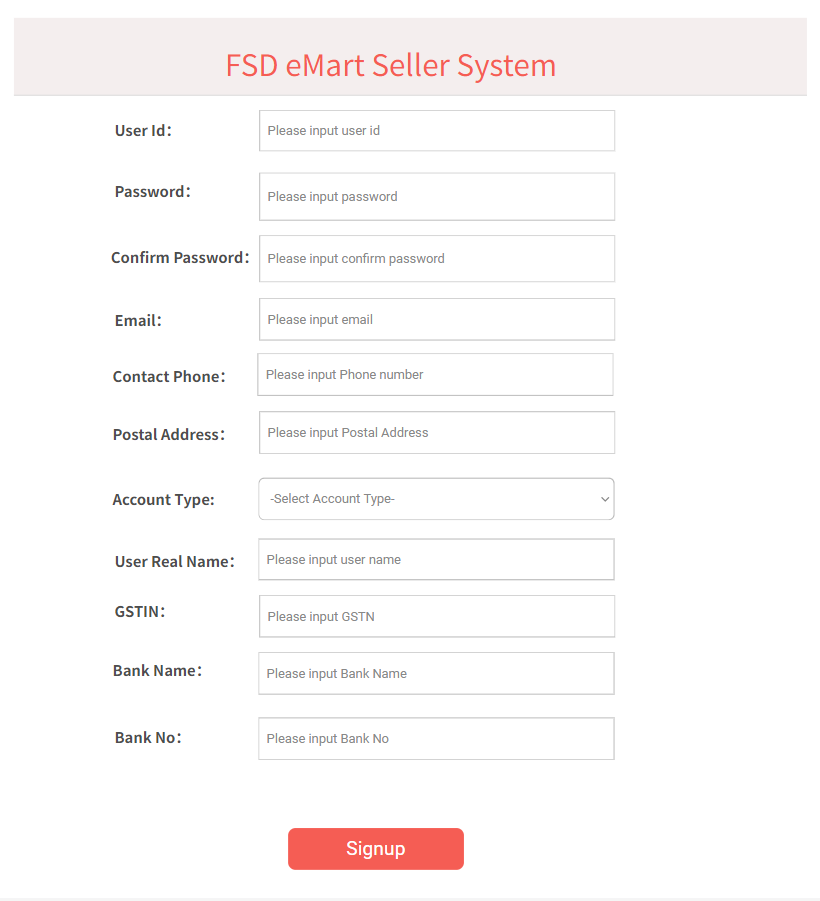 FSD eMart Seller System
User Id： Please input user id
Password： Please input password
Confirm Password： Please input confirm password
Email： Please input email
Contact Phone： Please input Phone number
Postal Address： Please input Postal Address
Account Type: -Select Account Type-
User Real Name： Please input user name
GSTIN： Please input GSTN
Bank Name： Please input Bank Name
Bank No： Please input Bank No
Signup